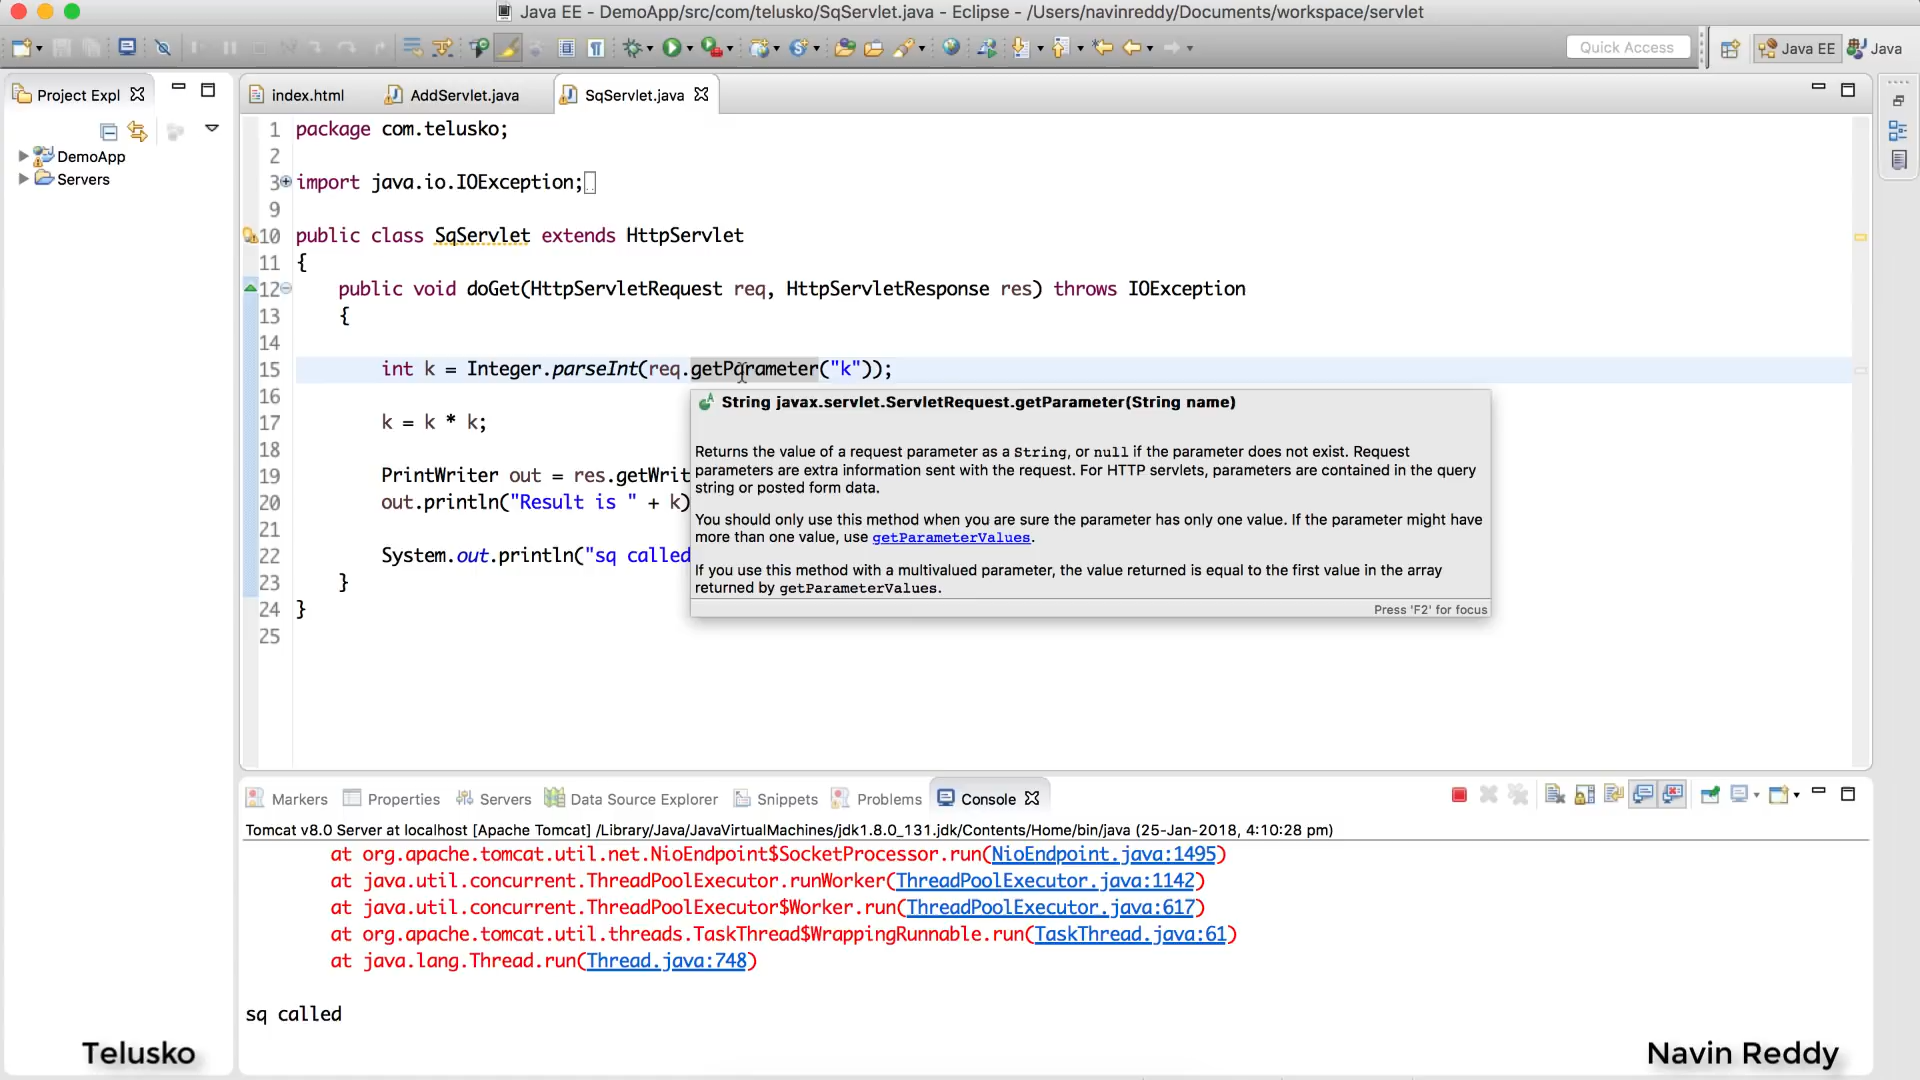 Java EE - DemoApp/src/com/telusko/SqServlet.java - Eclipse - /Users/navinreddy/Documents/workspace/servlet
Quick Access
Java EE
Java
Project Expl
index.html
AddServlet.java
SqServlet.java
DemoApp
Servers
1 package com.telusko;
2
3 import java.io.IOException;
9
10 public class SqServlet extends HttpServlet
11 {
12 public void doGet(HttpServletRequest req, HttpServletResponse res) throws IOException
13 {
14
15 int k = Integer.parseInt(req.getParameter("k"));
16
17 k = k * k;
18
19 PrintWriter out = res.getWrit
20 out.println("Result is " + k)
21
22 System.out.println("sq called
23 }
24 }
25
String javax.servlet.ServletRequest.getParameter(String name)
Returns the value of a request parameter as a String, or null if the parameter does not exist. Request
parameters are extra information sent with the request. For HTTP servlets, parameters are contained in the query
string or posted form data.
You should only use this method when you are sure the parameter has only one value. If the parameter might have
more than one value, use getParameterValues.
If you use this method with a multivalued parameter, the value returned is equal to the first value in the array
returned by getParameterValues.
Press 'F2' for focus
Markers
Properties
Servers
Data Source Explorer
Snippets
Problems
Console
Tomcat v8.0 Server at localhost [Apache Tomcat] /Library/Java/JavaVirtualMachines/jdk1.8.0_131.jdk/Contents/Home/bin/java (25-Jan-2018, 4:10:28 pm)
at org.apache.tomcat.util.net.NioEndpoint$SocketProcessor.run(NioEndpoint.java:1495)
at java.util.concurrent.ThreadPoolExecutor.runWorker(ThreadPoolExecutor.java:1142)
at java.util.concurrent.ThreadPoolExecutor$Worker.run(ThreadPoolExecutor.java:617)
at org.apache.tomcat.util.threads.TaskThread$WrappingRunnable.run(TaskThread.java:61)
at java.lang.Thread.run(Thread.java:748)
sq called
Telusko
Navin Reddy